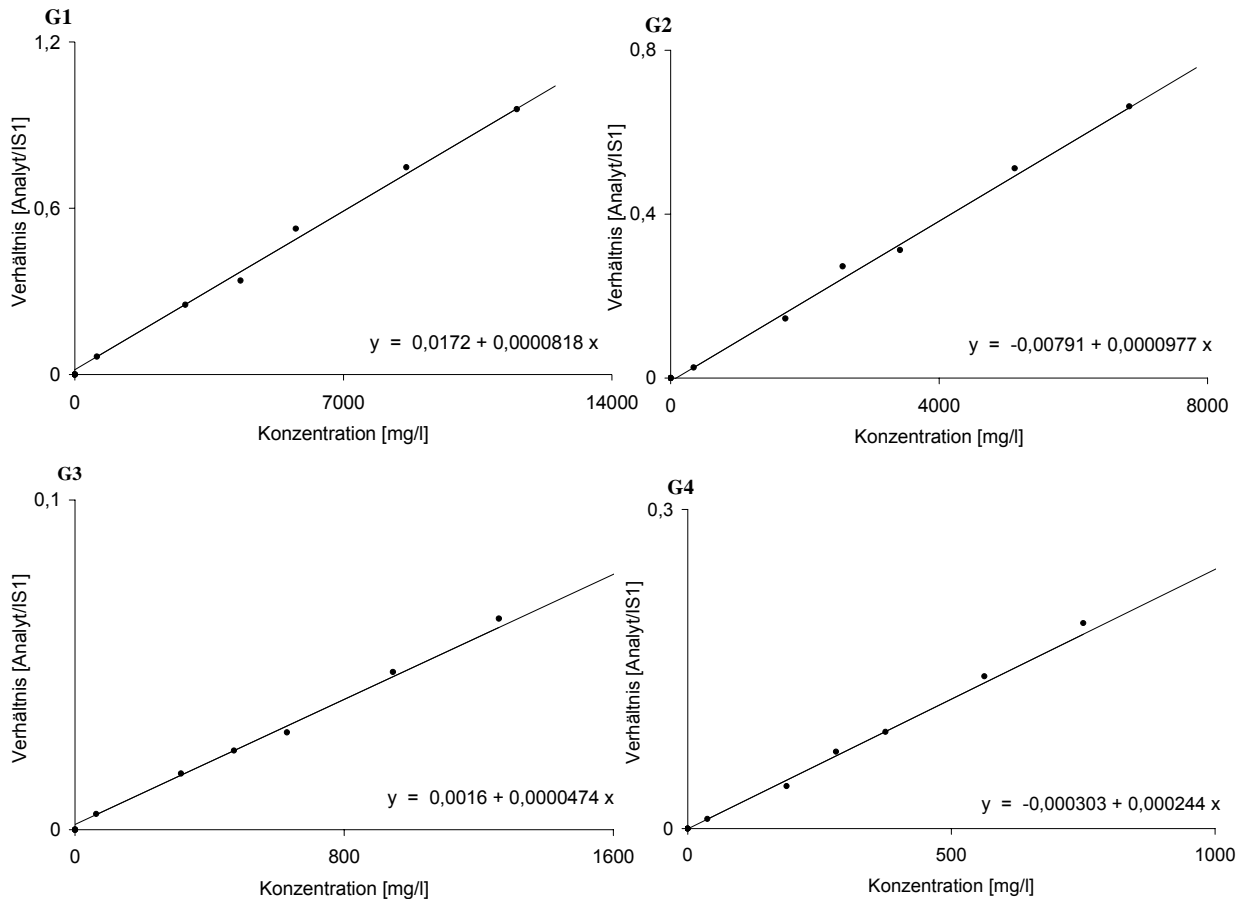 G1
1,2
0,6
0
Verhältnis [Analyt/IS1]
y = 0,0172 + 0,0000818 x
0
7000
14000
Konzentration [mg/l]
G2
0,8
0,4
0
Verhältnis [Analyt/IS1]
y = -0,00791 + 0,0000977 x
0
4000
8000
Konzentration [mg/l]
G3
0,1
0
Verhältnis [Analyt/IS1]
y = 0,0016 + 0,0000474 x
0
800
1600
Konzentration [mg/l]
G4
0,3
0
Verhältnis [Analyt/IS1]
y = -0,000303 + 0,000244 x
0
500
1000
Konzentration [mg/l]